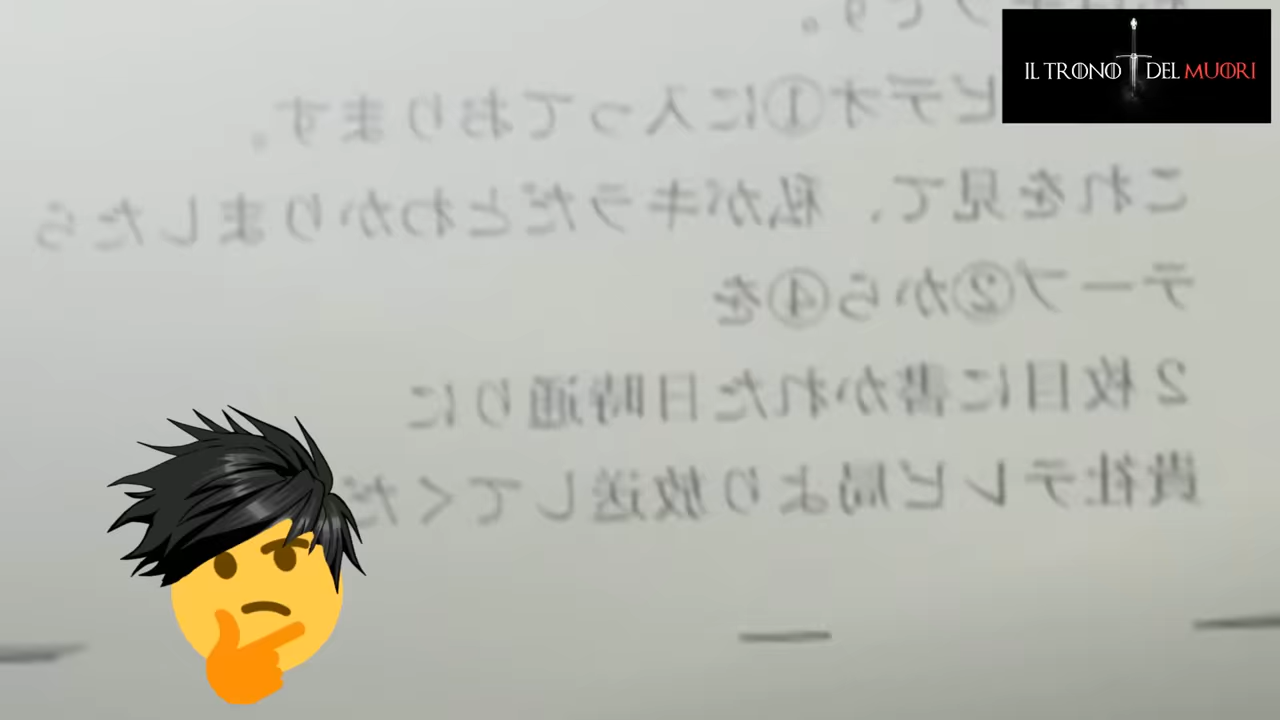 です。
ビデオ①に入っております。
これを見て、私がキラだとわかりましたら
テープ②から④を
2枚目に書かれた日時通りに
貴社テレビ局より放送してくだ
IL TRONO DEL MUORI